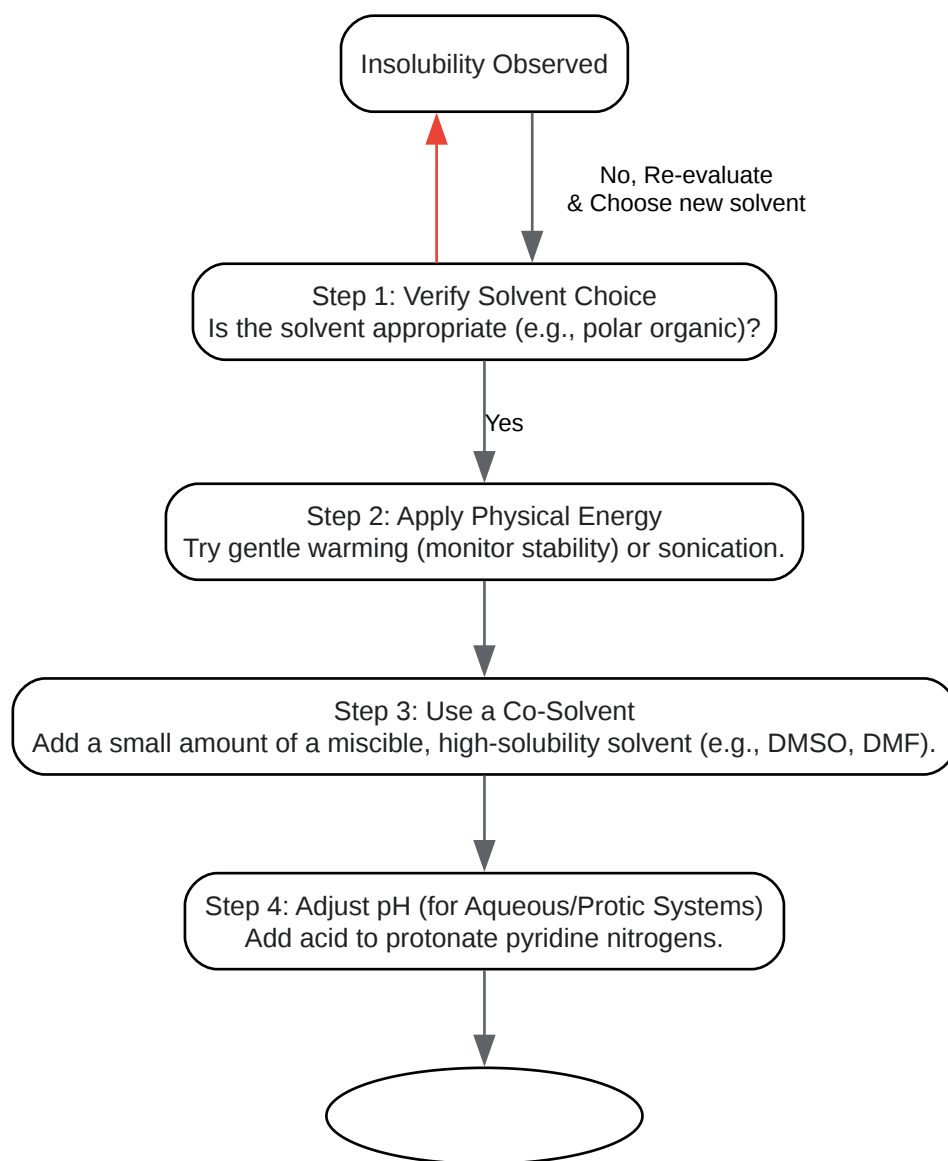 Insolubility Observed
No, Re-evaluate
& Choose new solvent
Step 1: Verify Solvent Choice
Is the solvent appropriate (e.g., polar organic)?
Yes
Step 2: Apply Physical Energy
Try gentle warming (monitor stability) or sonication.
Step 3: Use a Co-Solvent
Add a small amount of a miscible, high-solubility solvent (e.g., DMSO, DMF).
Step 4: Adjust pH (for Aqueous/Protic Systems)
Add acid to protonate pyridine nitrogens.